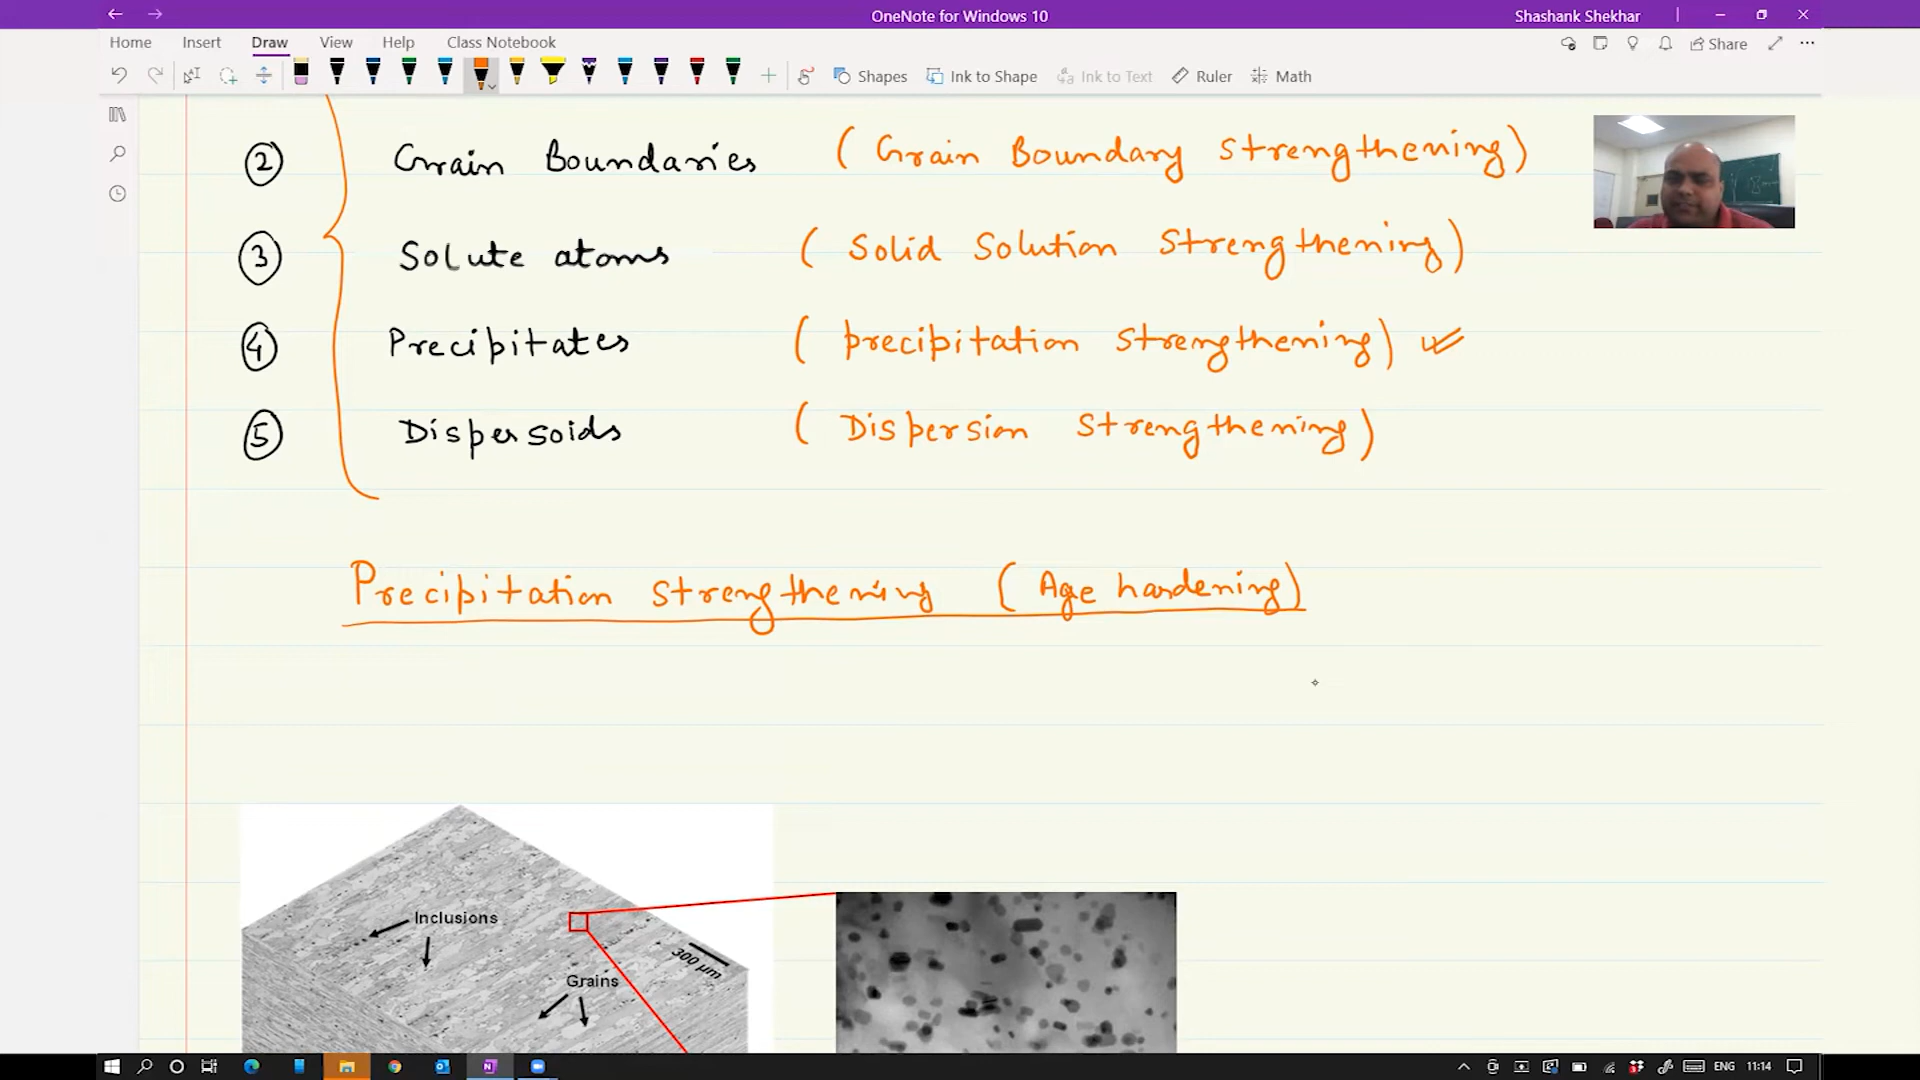 OneNote for Windows 10
Shashank Shekhar
Home Insert Draw View Help Class Notebook
Share
Shapes Ink to Shape Ink to Text Ruler Math
② Grain Boundaries (Grain Boundary Strengthening)
③ Solute atoms (Solid Solution Strengthening)
④ Precipitates (precipitation Strengthening)
⑤ Dispersoids (Dispersion Strengthening)
Precipitation Strengthening (Age hardening)
Inclusions
300 μm
Grains
ENG 11:14